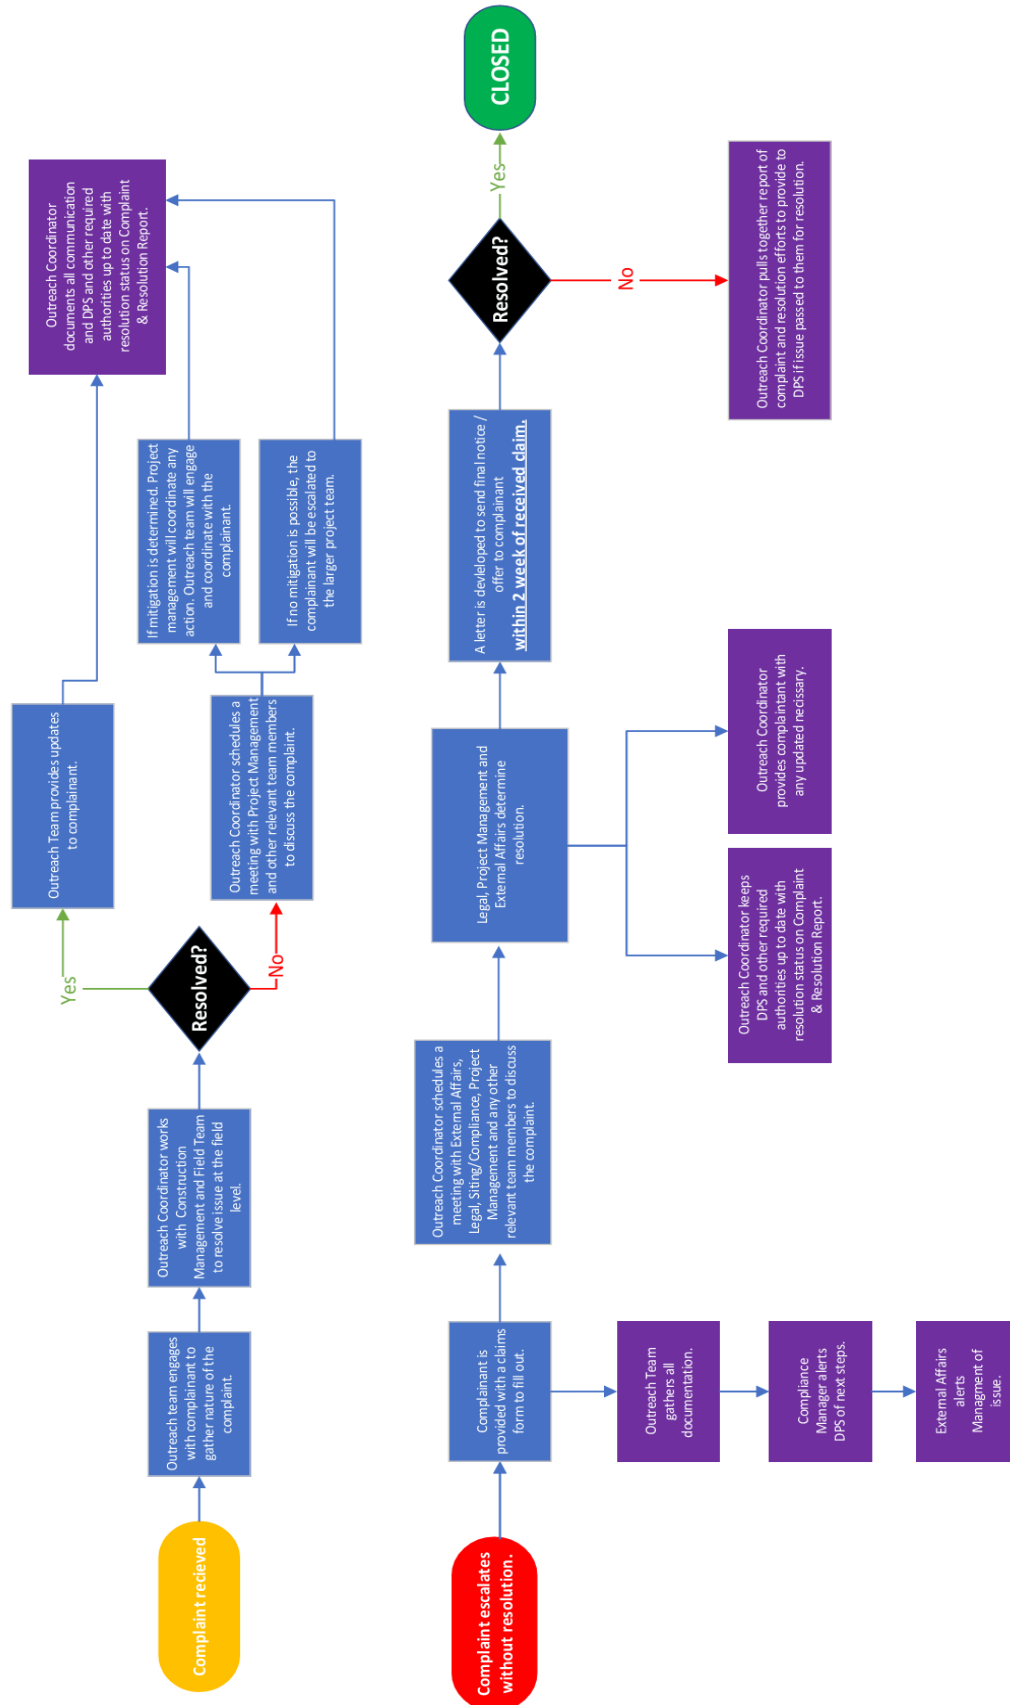 Complaint recieved
Outreach team engages
with complainant to
gather nature of the
complaint.
Outreach Coordinator works
with Construction
Management and Field Team
to resolve issue at the field
level.
Resolved?
Yes
No
Outreach Team provides updates
to complainant.
Outreach Coordinator schedules a
meeting with Project Management
and other relevant team members
to discuss the complaint.
If mitigation is determined. Project
management will coordinate any
action. Outreach team will engage
and coordinate with the
complainant.
If no mitigation is possible, the
complainant will be escalated to
the larger project team.
Outreach Coordinator
documents all communication
and DPS and other required
authorities up to date with
resolution status on Complaint
& Resolution Report.
Complaint escalates
without resolution.
Complainant is
provided with a claims
form to fill out.
Outreach Team
gathers all
documentation.
Compliance
Manager alerts
DPS of next steps.
External Affairs
alerts
Managment of
issue.
Outreach Coordinator schedules a
meeting with External Affairs,
Legal, Siting/Compliance, Project
Management and any other
relevant team members to discuss
the complaint.
Legal, Project Management and
External Affairs determine
resolution.
Outreach Coordinator keeps
DPS and other required
authorities up to date with
resolution status on Complaint
& Resolution Report.
Outreach Coordinator
provides complaintant with
any updated necissary.
A letter is devleloped to send final notice /
offer to complainant
within 2 week of received claim.
Resolved?
Yes
No
CLOSED
Outreach Coordinator pulls together report of
complaint and resolution efforts to provide to
DPS if issue passed to them for resolution.